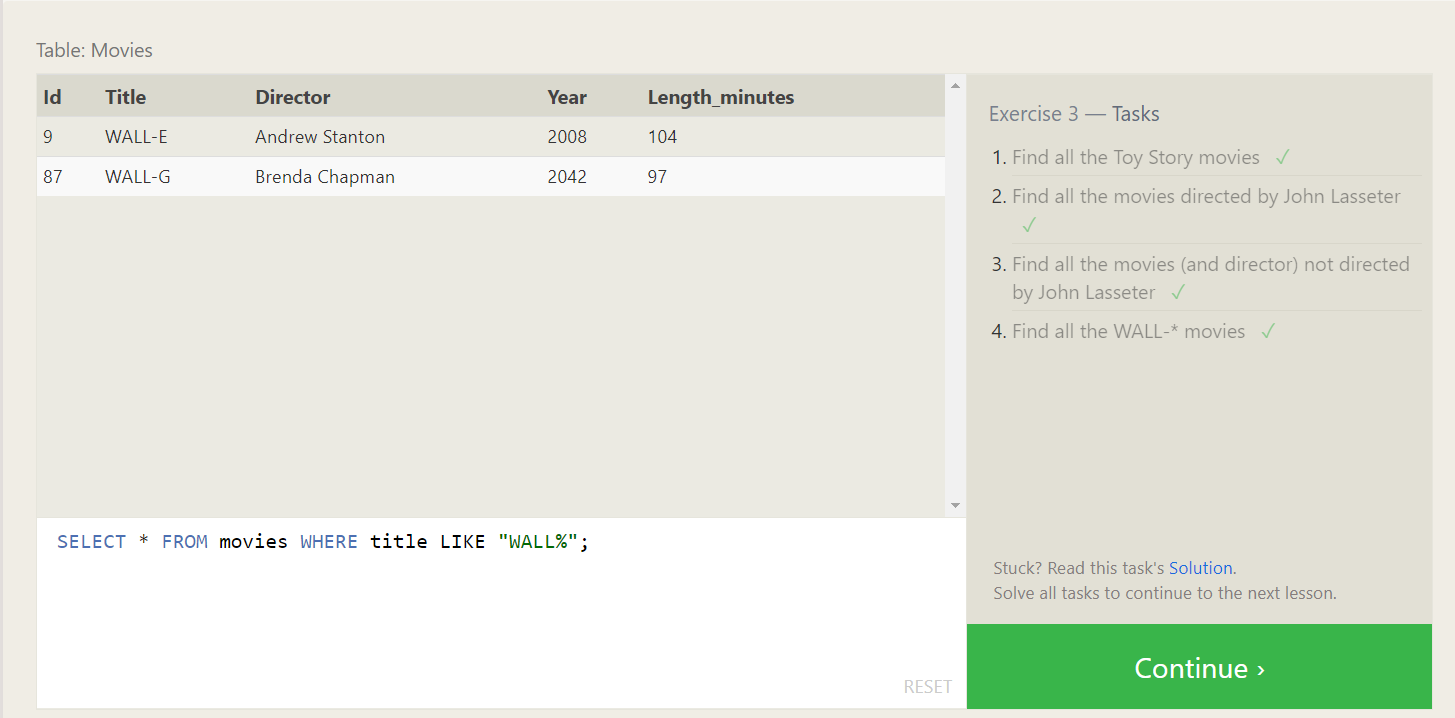 Table: Movies
Id Title Director Year Length_minutes
9 WALL-E Andrew Stanton 2008 104
87 WALL-G Brenda Chapman 2042 97
SELECT * FROM movies WHERE title LIKE "WALL%";
RESET
Exercise 3 — Tasks
1. Find all the Toy Story movies ✓
2. Find all the movies directed by John Lasseter
✓
3. Find all the movies (and director) not directed
by John Lasseter ✓
4. Find all the WALL-* movies ✓
Stuck? Read this task's Solution.
Solve all tasks to continue to the next lesson.
Continue ›